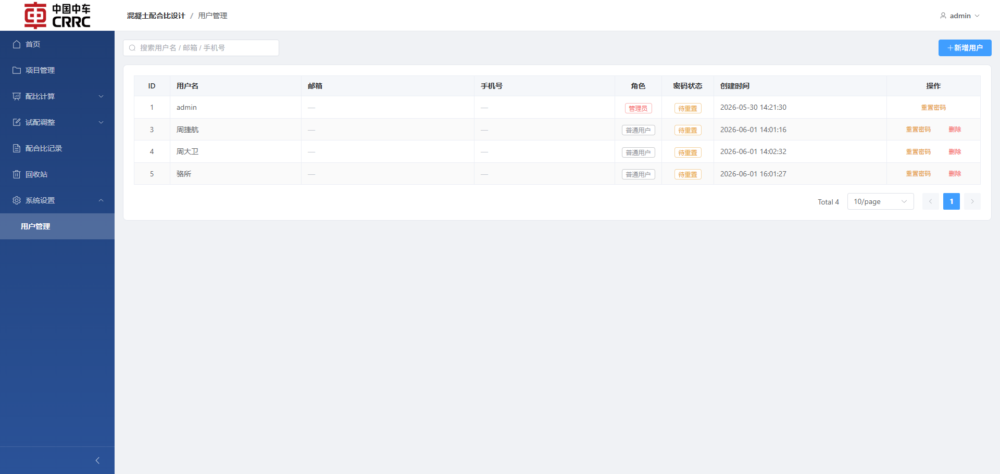 中国中车
CRRC
混凝土配合比设计 / 用户管理
admin
首页
项目管理
配比计算
试配调整
配合比记录
回收站
系统设置
用户管理
搜索用户名 / 邮箱 / 手机号
+新增用户
ID 用户名 邮箱 手机号 角色 密码状态 创建时间 操作
1 admin — — 管理员 待重置 2026-05-30 14:21:30 重置密码
3 周捷航 — — 普通用户 待重置 2026-06-01 14:01:16 重置密码 删除
4 周大卫 — — 普通用户 待重置 2026-06-01 14:02:32 重置密码 删除
5 骆所 — — 普通用户 待重置 2026-06-01 16:01:27 重置密码 删除
Total 4 10/page 1